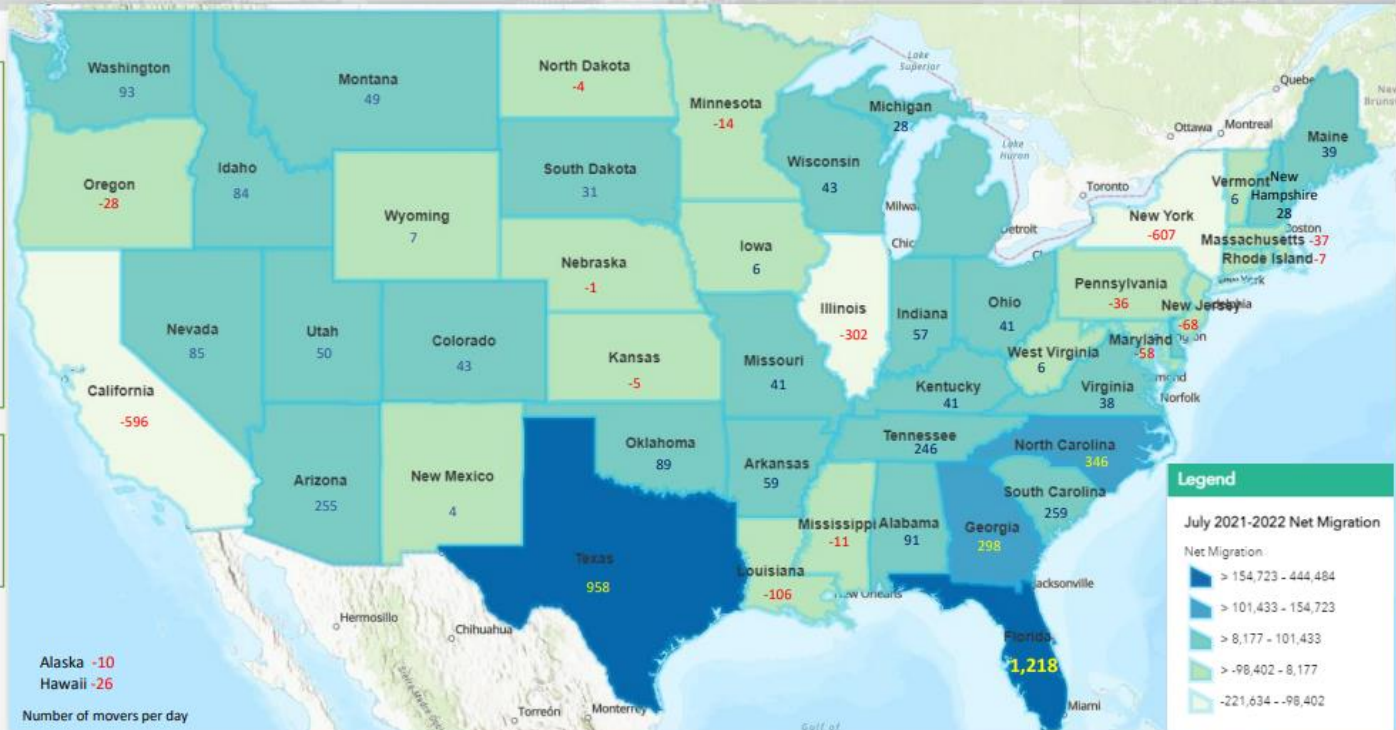 Washington
93
Montana
49
North Dakota
-4
Minnesota
-14
Lake
Superior
Michigan
28
Ottawa
Montreal
Maine
39
Oregon
-28
Idaho
84
Wyoming
7
South Dakota
31
Wisconsin
43
Lake
Huron
Toronto
Vermont
6
New
Hampshire
28
New York
-607
Massachusetts -37
Rhode Island -7
Nebraska
-1
Iowa
6
Detroit
Pennsylvania
-36
New Jersey
-68
Nevada
85
Utah
50
Colorado
43
Kansas
-5
Missouri
41
Illinois
-302
Indiana
57
Ohio
41
West Virginia
6
Maryland
-58
California
-596
Kentucky
41
Virginia
38
Norfolk
Arizona
255
New Mexico
4
Oklahoma
89
Arkansas
59
Tennessee
246
North Carolina
346
South Carolina
259
Texas
958
Louisiana
-106
Mississippi
-11
Alabama
91
Georgia
298
New Orleans
Jacksonville
Florida
1,218
Miami
Hermosillo
Chihuahua
Torreón
Monterrey
Gulf of
Alaska -10
Hawaii -26
Number of movers per day
Legend
July 2021-2022 Net Migration
Net Migration
> 154,723 - 444,484
> 101,433 - 154,723
> 8,177 - 101,433
> -98,402 - 8,177
-221,634 - -98,402